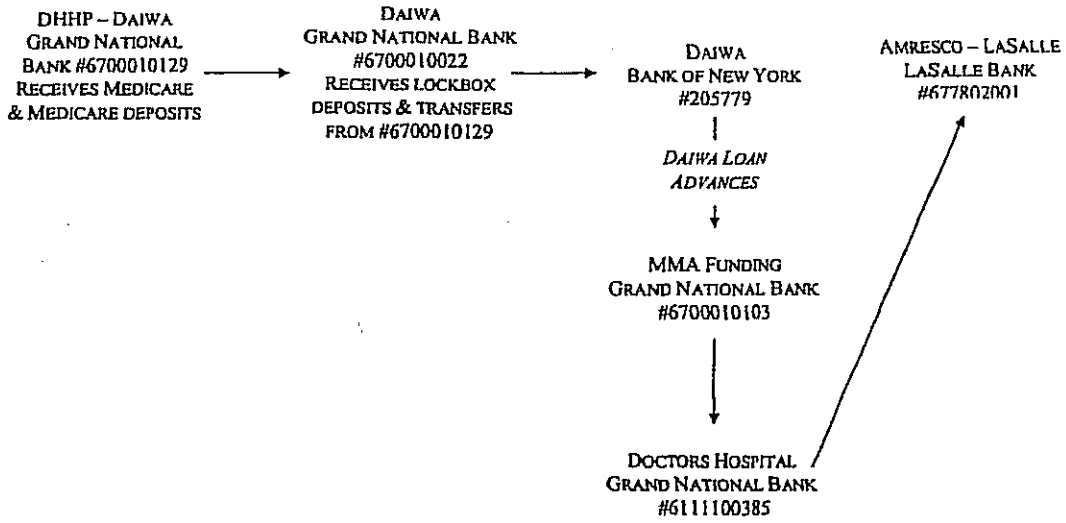 DHHP – DAIWA
GRAND NATIONAL
BANK #6700010129
RECEIVES MEDICARE
& MEDICARE DEPOSITS
DAIWA
GRAND NATIONAL BANK
#6700010022
RECEIVES LOCKBOX
DEPOSITS & TRANSFERS
FROM #6700010129
DAIWA
BANK OF NEW YORK
#205779
DAIWA LOAN
ADVANCES
MMA FUNDING
GRAND NATIONAL BANK
#6700010103
DOCTORS HOSPITAL
GRAND NATIONAL BANK
#6111100385
AMRESCO – LASALLE
LASALLE BANK
#677802001